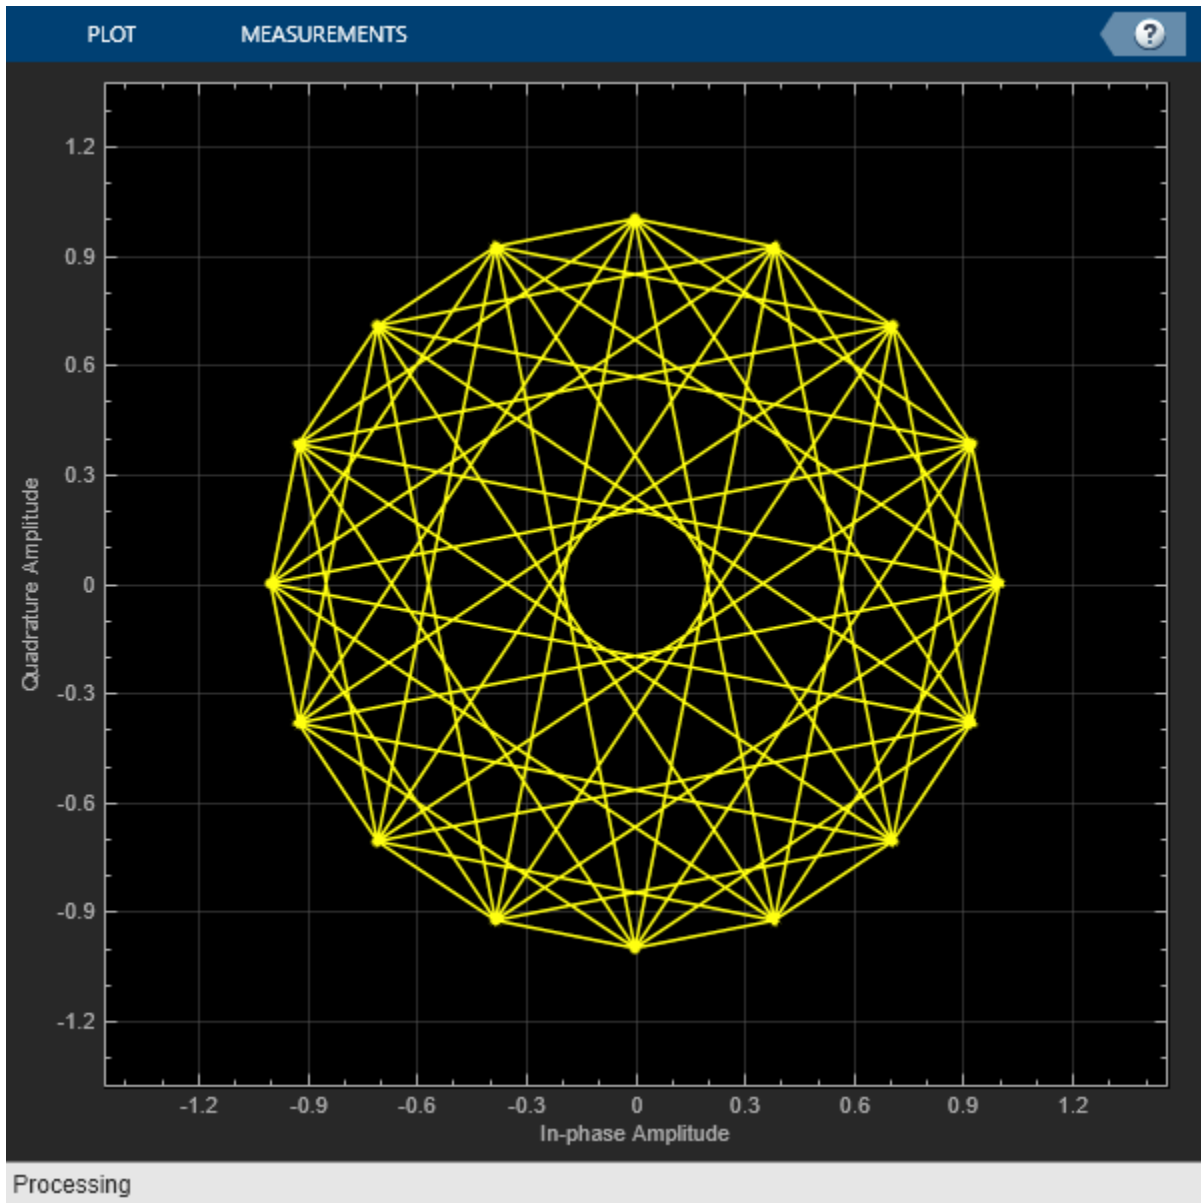 PLOT MEASUREMENTS ?
1.2
0.9
0.6
0.3
0
-0.3
-0.6
-0.9
-1.2
Quadrature Amplitude
-1.2 -0.9 -0.6 -0.3 0 0.3 0.6 0.9 1.2
In-phase Amplitude
Processing